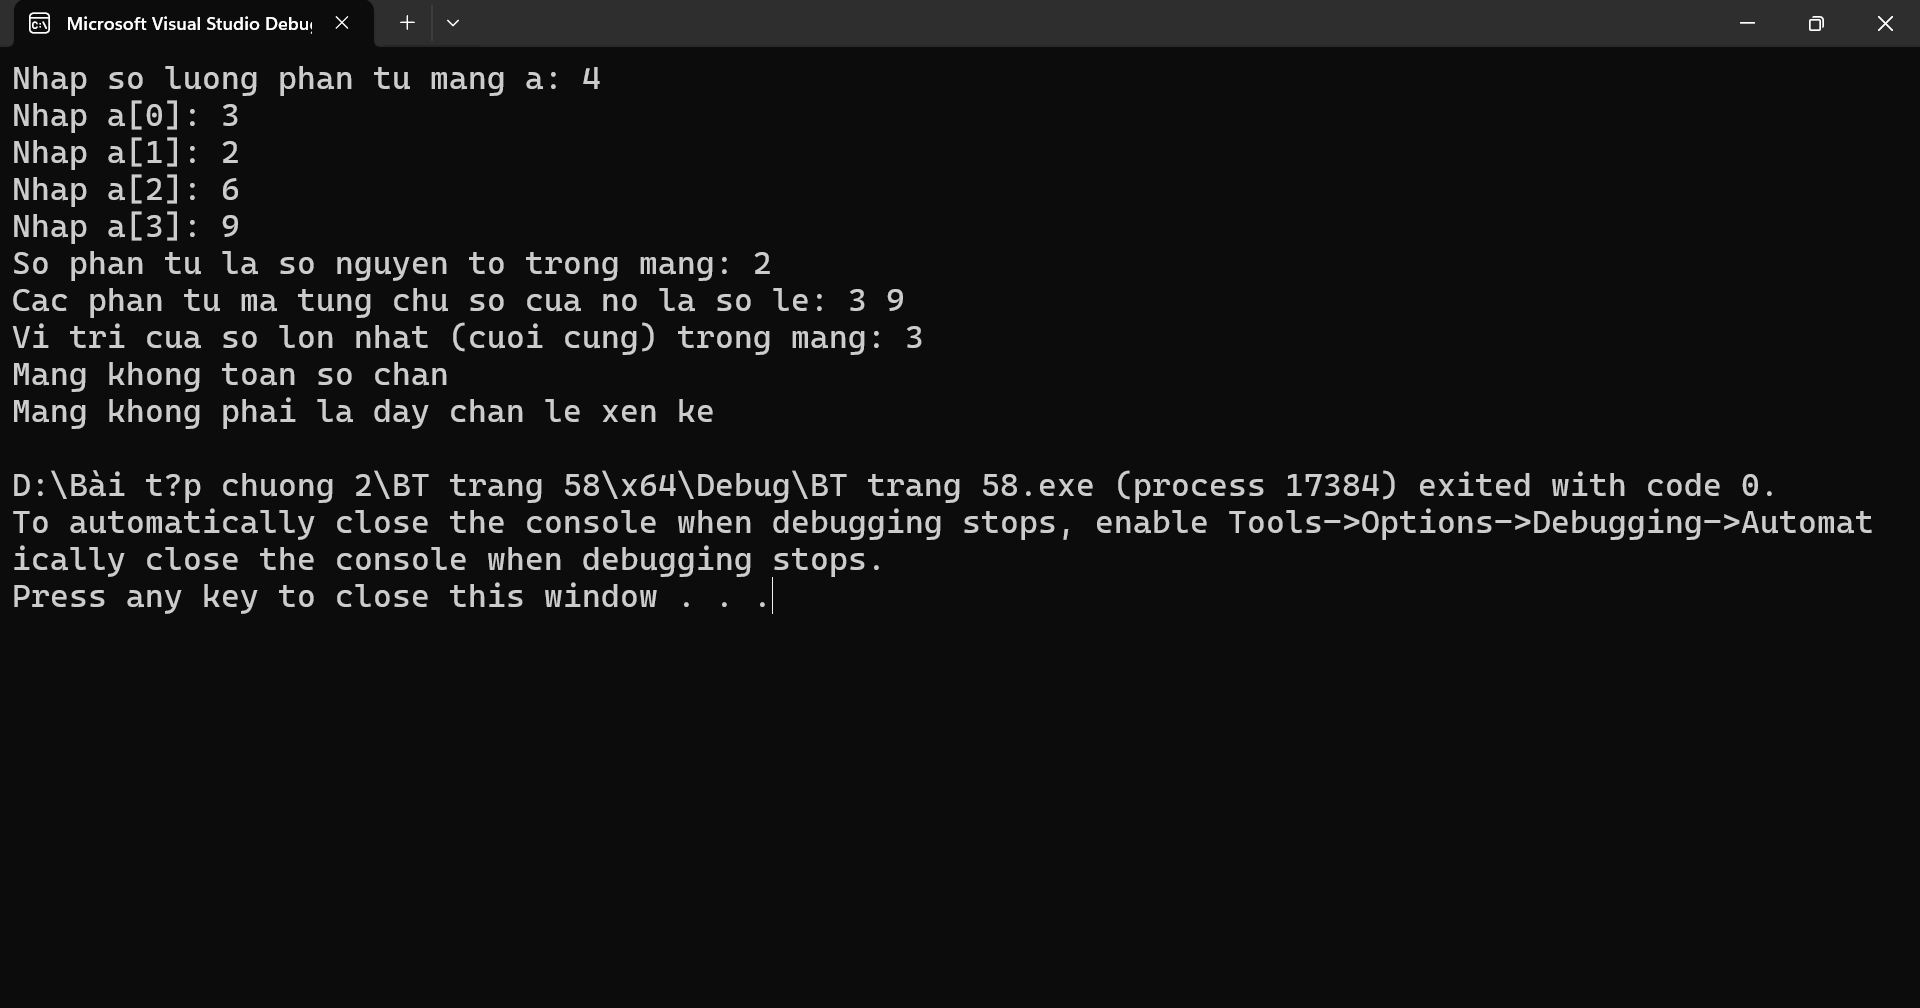 Microsoft Visual Studio Debu
Nhap so luong phan tu mang a: 4
Nhap a[0]: 3
Nhap a[1]: 2
Nhap a[2]: 6
Nhap a[3]: 9
So phan tu la so nguyen to trong mang: 2
Cac phan tu ma tung chu so cua no la so le: 3 9
Vi tri cua so lon nhat (cuoi cung) trong mang: 3
Mang khong toan so chan
Mang khong phai la day chan le xen ke
D:\Bài t?p chuong 2\BT trang 58\x64\Debug\BT trang 58.exe (process 17384) exited with code 0.
To automatically close the console when debugging stops, enable Tools->Options->Debugging->Automat
ically close the console when debugging stops.
Press any key to close this window . . .